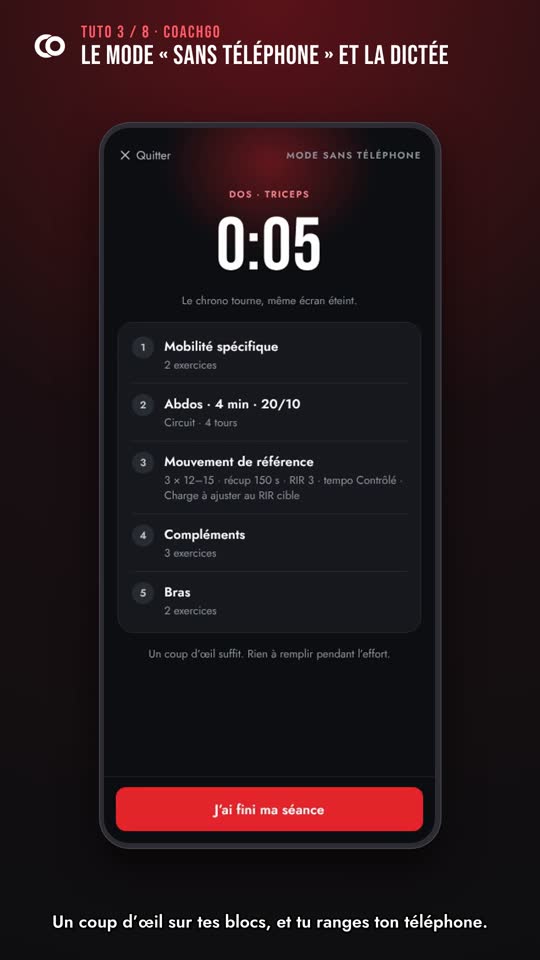 TUTO 3 / 8 · COACHGO
LE MODE « SANS TÉLÉPHONE » ET LA DICTÉE
Quitter
MODE SANS TÉLÉPHONE
DOS · TRICEPS
0:05
Le chrono tourne, même écran éteint.
1 Mobilité spécifique
2 exercices
2 Abdos · 4 min · 20/10
Circuit · 4 tours
3 Mouvement de référence
3 × 12–15 · récup 150 s · RIR 3 · tempo Contrôlé ·
Charge à ajuster au RIR cible
4 Compléments
3 exercices
5 Bras
2 exercices
Un coup d’œil suffit. Rien à remplir pendant l’effort.
J’ai fini ma séance
Un coup d’œil sur tes blocs, et tu ranges ton téléphone.